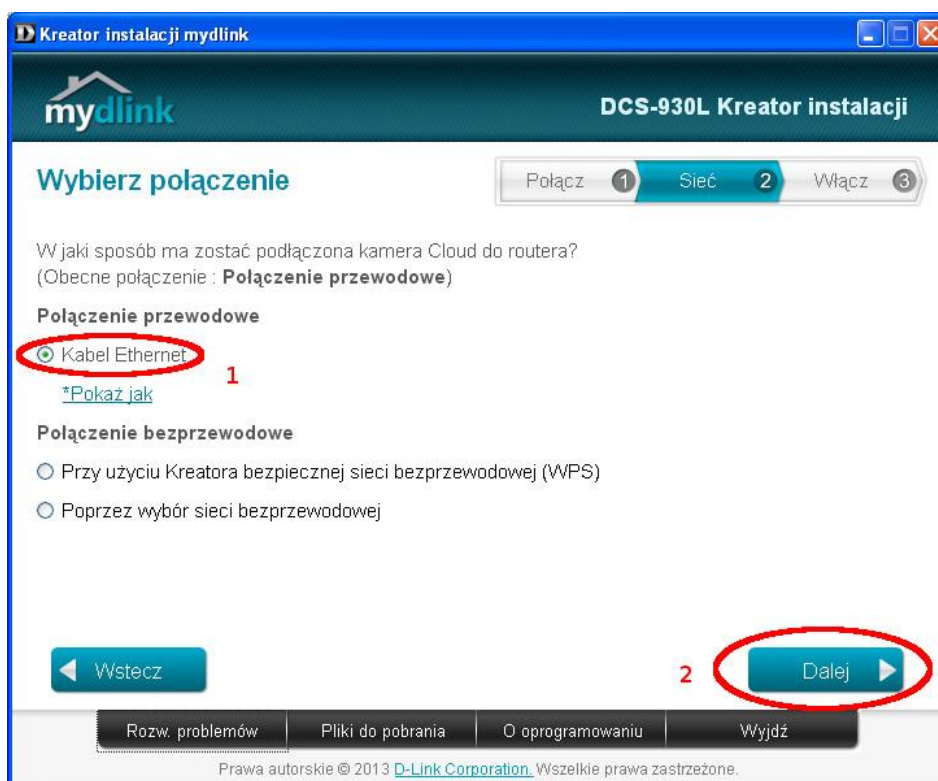 Kreator instalacji mydlink
mydlink
DCS-930L Kreator instalacji
Wybierz połączenie
Połącz 1 Sieć 2 Włącz 3
W jaki sposób ma zostać podłączona kamera Cloud do routera?
(Obecne połączenie : Połączenie przewodowe)
Połączenie przewodowe
Kabel Ethernet
1
*Pokaż jak
Połączenie bezprzewodowe
Przy użyciu Kreatora bezpiecznej sieci bezprzewodowej (WPS)
Poprzez wybór sieci bezprzewodowej
Wstecz
2
Dalej
Rozw. problemów Pliki do pobrania O oprogramowaniu Wyjdź
Prawa autorskie © 2013 D-Link Corporation. Wszelkie prawa zastrzeżone.